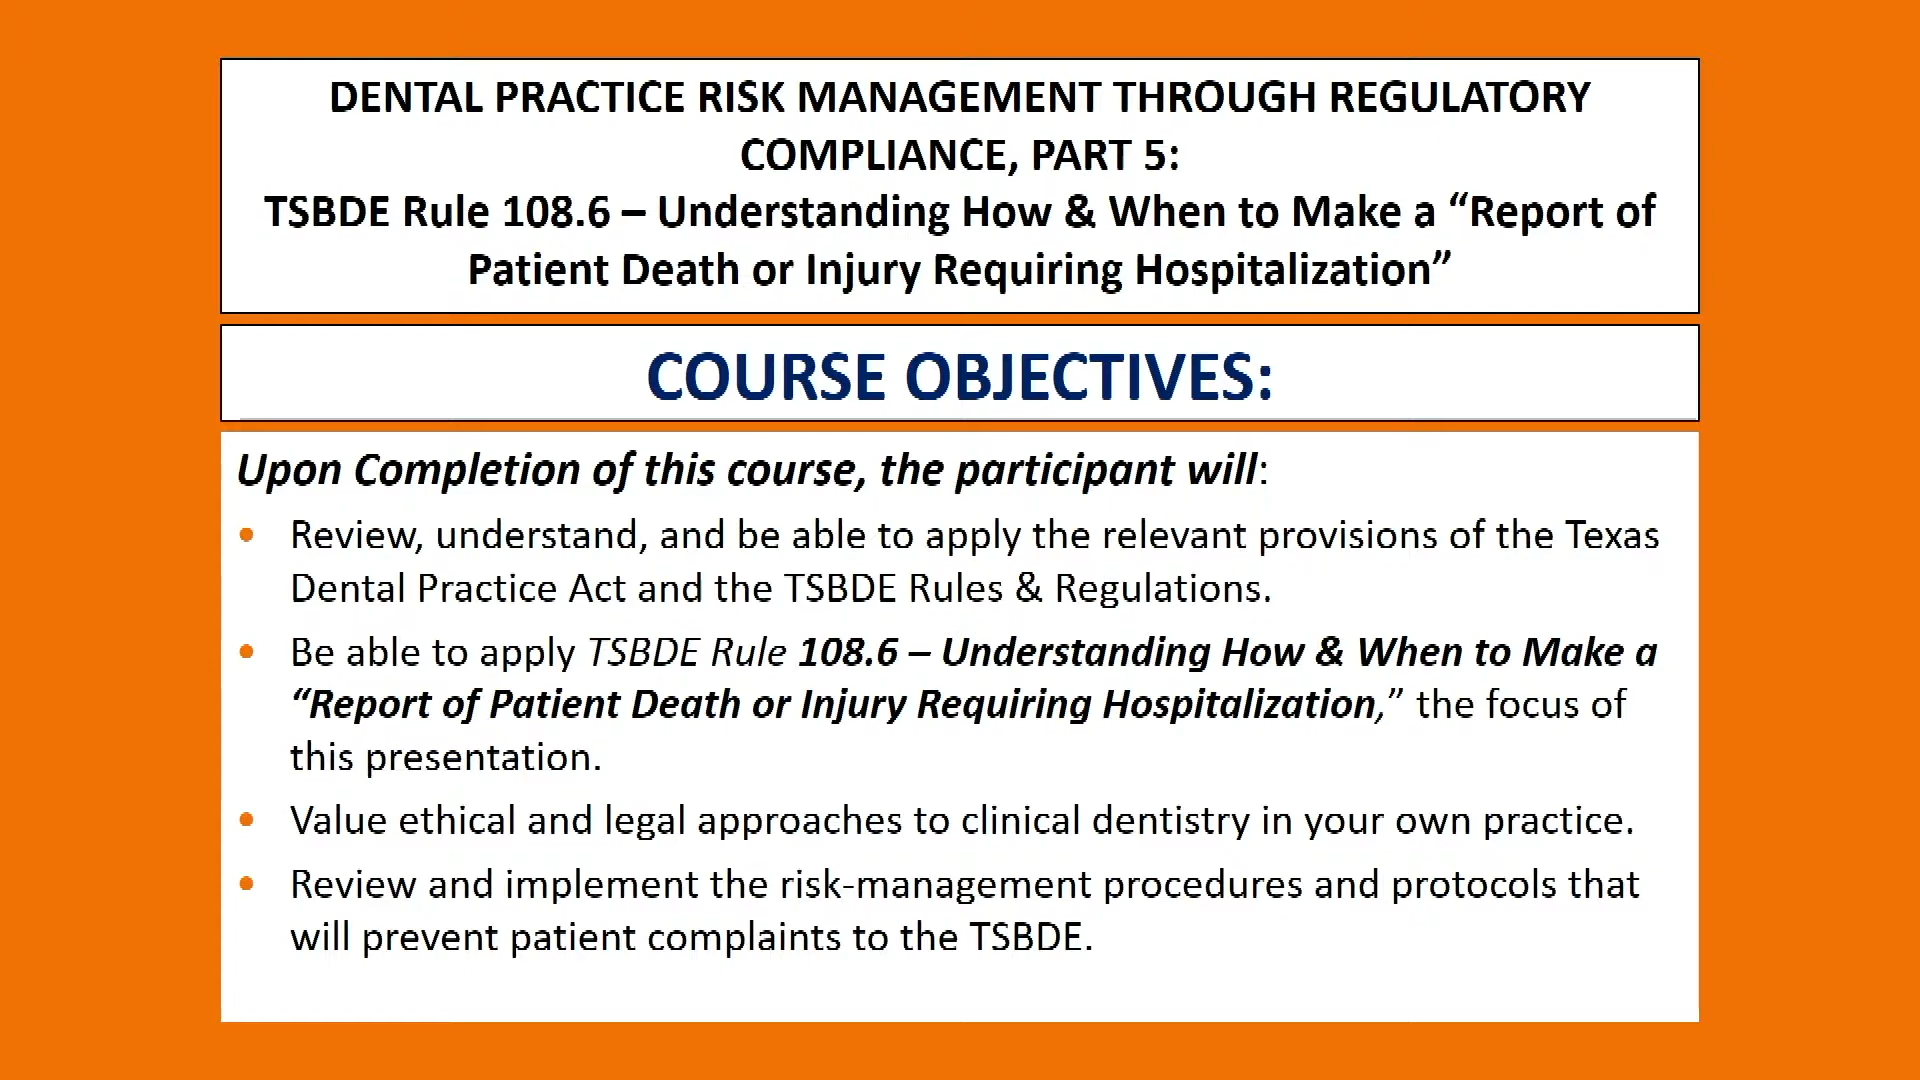 DENTAL PRACTICE RISK MANAGEMENT THROUGH REGULATORY
COMPLIANCE, PART 5:
TSBDE Rule 108.6 – Understanding How & When to Make a “Report of
Patient Death or Injury Requiring Hospitalization”
COURSE OBJECTIVES:
Upon Completion of this course, the participant will:
• Review, understand, and be able to apply the relevant provisions of the Texas
Dental Practice Act and the TSBDE Rules & Regulations.
• Be able to apply TSBDE Rule 108.6 – Understanding How & When to Make a
“Report of Patient Death or Injury Requiring Hospitalization,” the focus of
this presentation.
• Value ethical and legal approaches to clinical dentistry in your own practice.
• Review and implement the risk-management procedures and protocols that
will prevent patient complaints to the TSBDE.